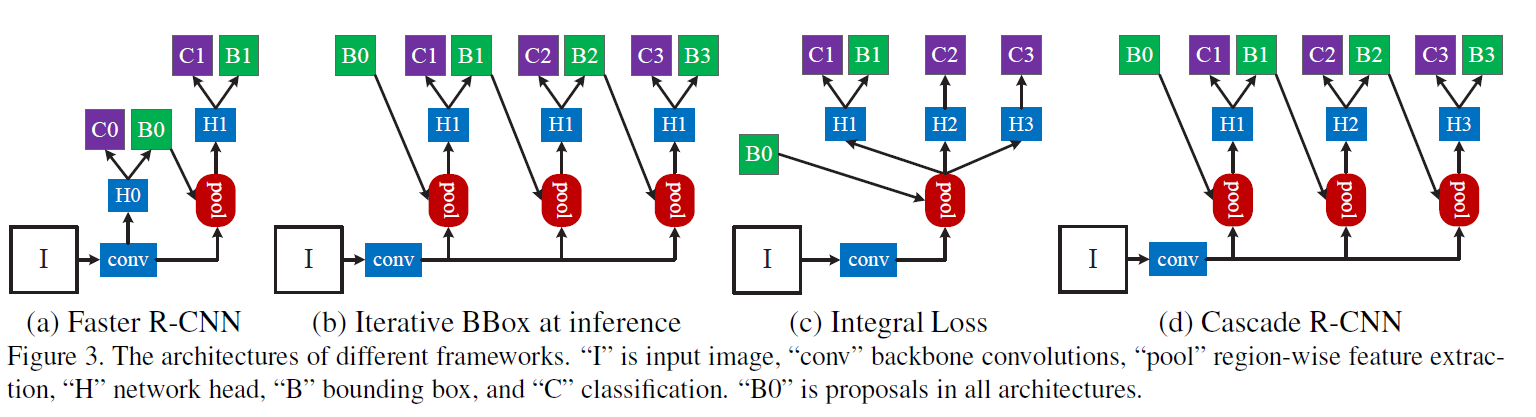 C1 B1 B0 C1 B1 C2 B2 C3 B3 C1 B1 C2 C3 B0 C1 B1 C2 B2 C3 B3
C0 B0 H1 H1 H1 H1 H1 H2 H3 H1 H2 H3
B0
H0 pool pool pool pool pool pool pool pool
I conv I conv I conv I conv
(a) Faster R-CNN (b) Iterative BBox at inference (c) Integral Loss (d) Cascade R-CNN
Figure 3. The architectures of different frameworks. “I” is input image, “conv” backbone convolutions, “pool” region-wise feature extrac-
tion, “H” network head, “B” bounding box, and “C” classification. “B0” is proposals in all architectures.